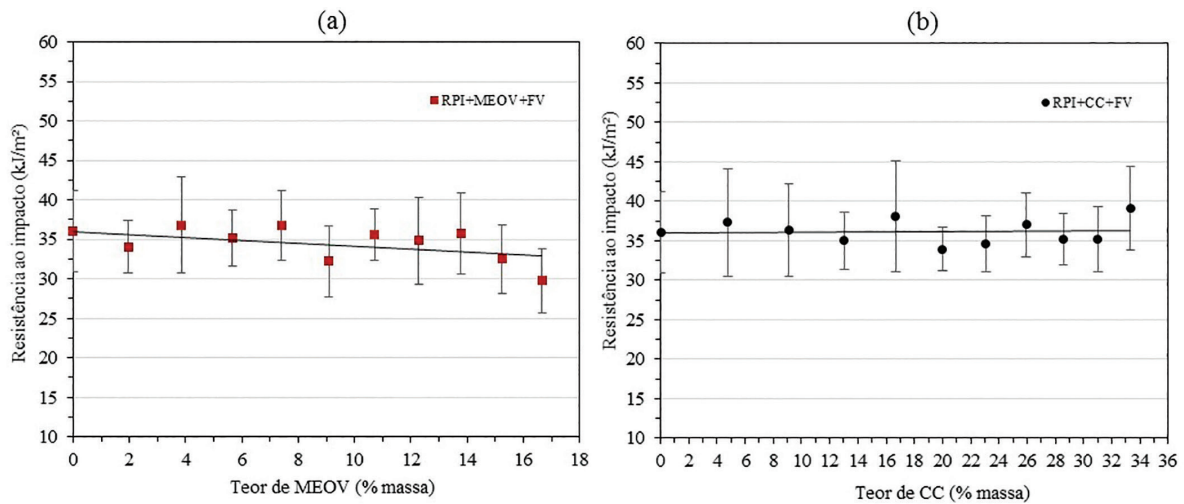 (a)
60
55
50
45
40
35
30
25
20
15
10
Resistência ao impacto (kJ/m²)
RPI+MEOV+FV
0 2 4 6 8 10 12 14 16 18
Teor de MEOV (% massa)
(b)
60
55
50
45
40
35
30
25
20
15
10
Resistência ao impacto (kJ/m²)
RPI+CC+FV
0 2 4 6 8 10 12 14 16 18 20 22 24 26 28 30 32 34 36
Teor de CC (% massa)